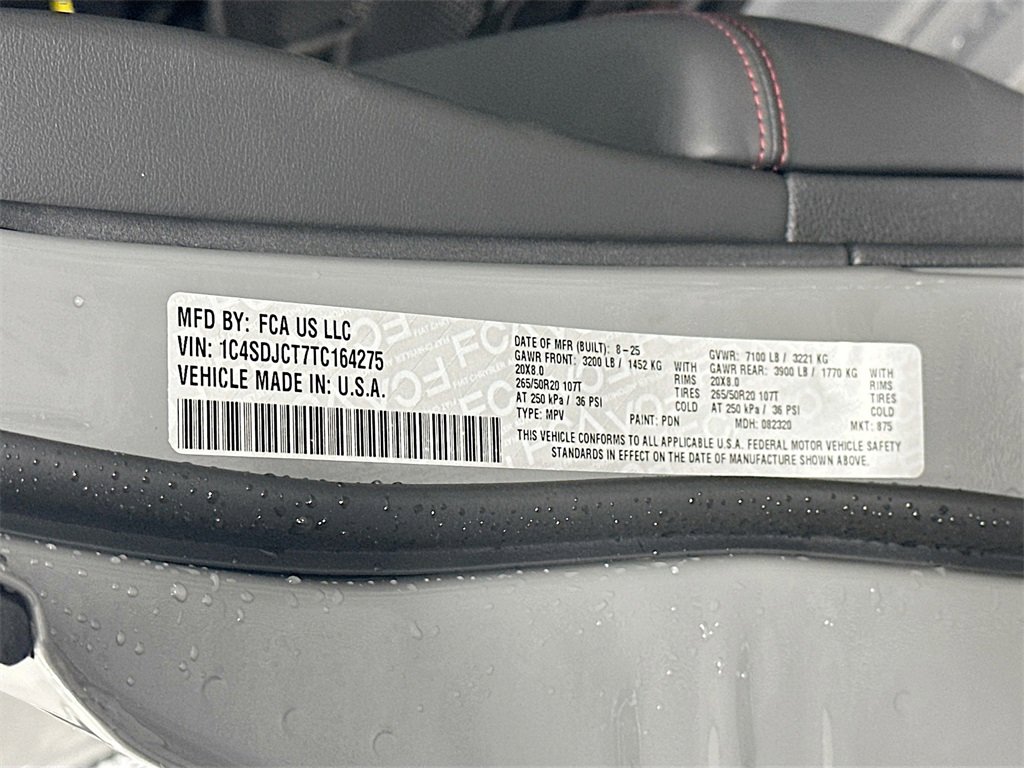 MFD BY: FCA US LLC
VIN: 1C4SDJCT7TC164275
VEHICLE MADE IN: U.S.A.
DATE OF MFR (BUILT): 8-25
GVWR: 7100 LB / 3221 KG
GAWR FRONT: 3200 LB / 1452 KG WITH
GAWR REAR: 3900 LB / 1770 KG WITH
20X8.0 RIMS
20X8.0 RIMS
265/50R20 107T TIRES
265/50R20 107T TIRES
AT 250 kPa / 36 PSI COLD
AT 250 kPa / 36 PSI COLD
TYPE: MPV PAINT: PDN MDH: 082320 MKT: 875
THIS VEHICLE CONFORMS TO ALL APPLICABLE U.S.A. FEDERAL MOTOR VEHICLE SAFETY
STANDARDS IN EFFECT ON THE DATE OF MANUFACTURE SHOWN ABOVE.